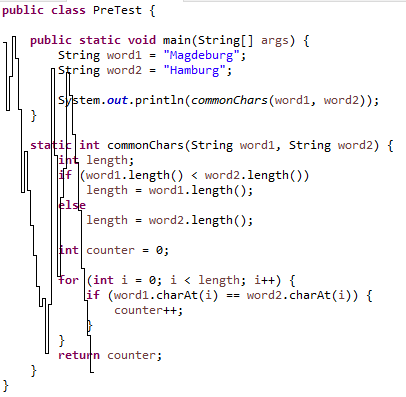 public class PreTest {
public static void main(String[] args) {
String word1 = "Magdeburg";
String word2 = "Hamburg";
System.out.println(commonChars(word1, word2));
}
static int commonChars(String word1, String word2) {
int length;
if (word1.length() < word2.length())
length = word1.length();
else
length = word2.length();
int counter = 0;
for (int i = 0; i < length; i++) {
if (word1.charAt(i) == word2.charAt(i)) {
counter++;
}
}
return counter;
}
}